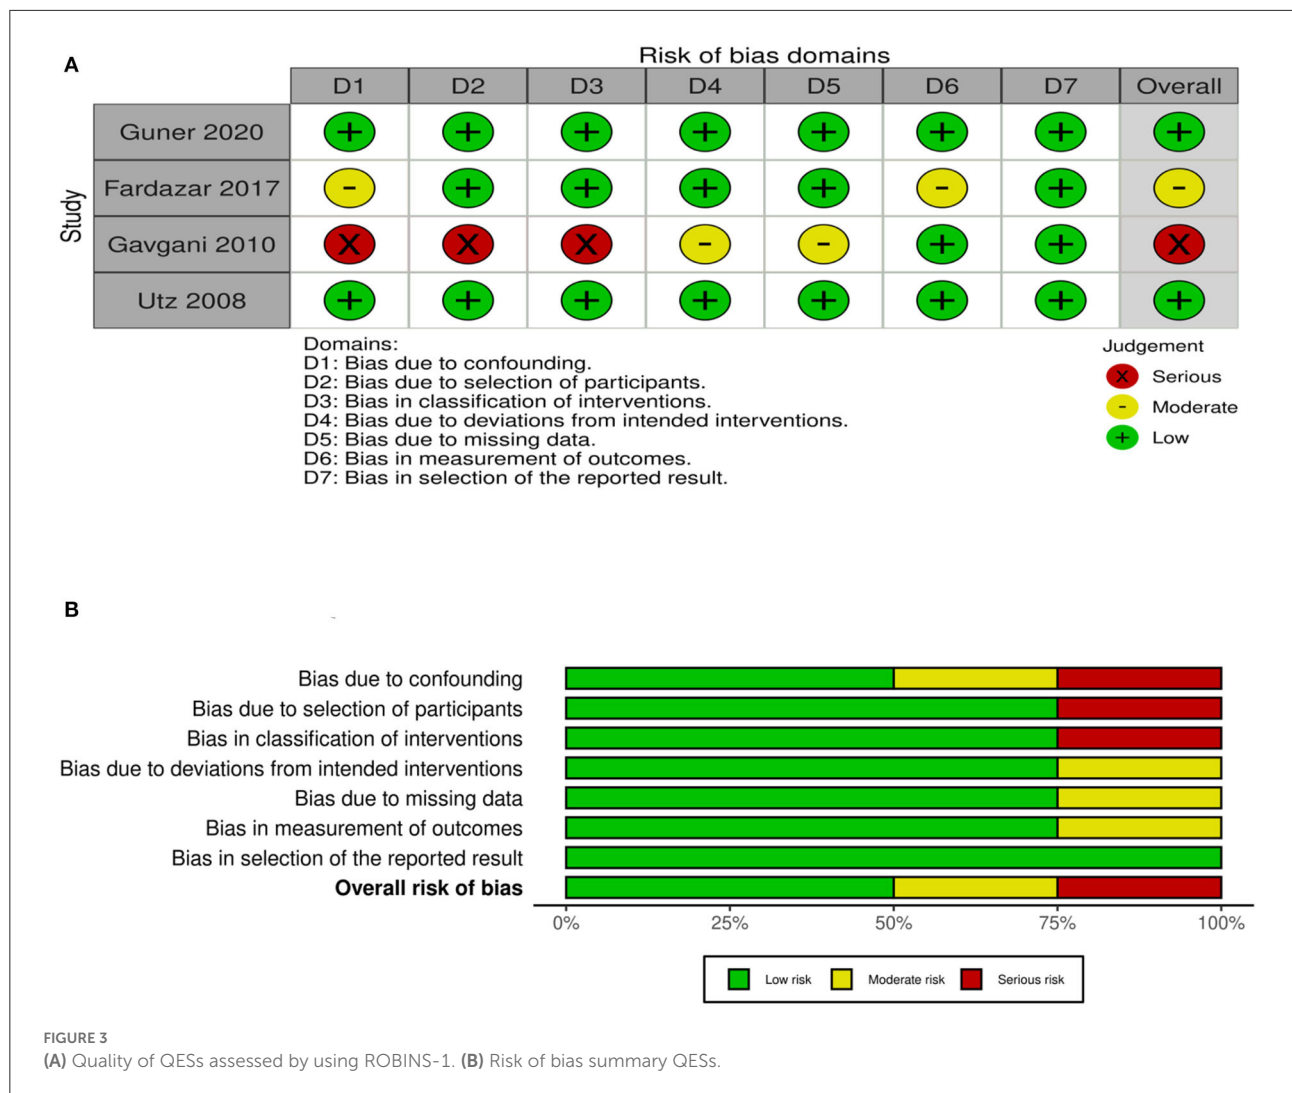 A
Risk of bias domains
D1 D2 D3 D4 D5 D6 D7 Overall
Study
Guner 2020 + + + + + + + +
Fardazar 2017 - + + + + - + -
Gavgani 2010 X X X - - + + X
Utz 2008 + + + + + + + +
Domains:
D1: Bias due to confounding.
D2: Bias due to selection of participants.
D3: Bias in classification of interventions.
D4: Bias due to deviations from intended interventions.
D5: Bias due to missing data.
D6: Bias in measurement of outcomes.
D7: Bias in selection of the reported result.
Judgement
X Serious
- Moderate
+ Low
B
Bias due to confounding
Bias due to selection of participants
Bias in classification of interventions
Bias due to deviations from intended interventions
Bias due to missing data
Bias in measurement of outcomes
Bias in selection of the reported result
Overall risk of bias
0% 25% 50% 75% 100%
Low risk Moderate risk Serious risk
FIGURE 3
(A) Quality of QESs assessed by using ROBINS-1. (B) Risk of bias summary QESs.